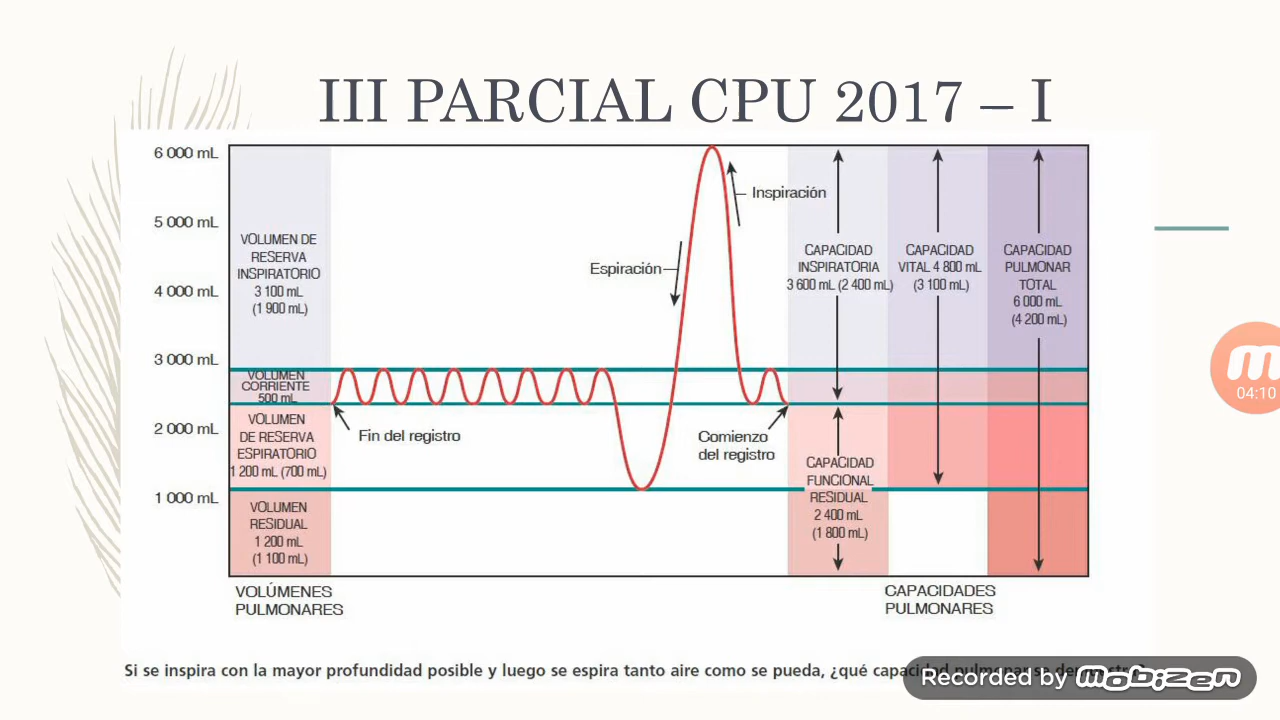 III PARCIAL CPU 2017 – I
6 000 mL
5 000 mL
4 000 mL
3 000 mL
2 000 mL
1 000 mL
VOLUMEN DE
RESERVA
INSPIRATORIO
3 100 mL
(1 900 mL)
VOLUMEN
CORRIENTE
500 mL
VOLUMEN
DE RESERVA
ESPIRATORIO
1 200 mL (700 mL)
VOLUMEN
RESIDUAL
1 200 mL
(1 100 mL)
VOLÚMENES
PULMONARES
Fin del registro
Espiración
Inspiración
Comienzo
del registro
CAPACIDAD
INSPIRATORIA
3 600 mL (2 400 mL)
CAPACIDAD
FUNCIONAL
RESIDUAL
2 400 mL
(1 800 mL)
CAPACIDAD
VITAL 4 800 mL
(3 100 mL)
CAPACIDAD
PULMONAR
TOTAL
6 000 mL
(4 200 mL)
CAPACIDADES
PULMONARES
04:10
Si se inspira con la mayor profundidad posible y luego se espira tanto aire como se pueda, ¿qué capacidad pulmonar se
Recorded by mobizen